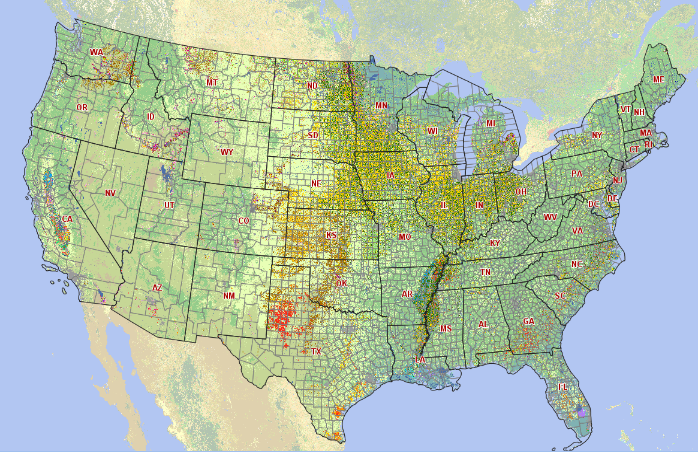 WA
MT
ND
MN
ME
OR
ID
WY
SD
WI
MI
VT
NH
NY
MA
CT
RI
NV
UT
CO
NE
IA
IL
IN
OH
PA
NJ
DE
DC
WV
VA
CA
KS
MO
KY
AZ
NM
OK
AR
TN
NC
SC
MS
AL
GA
TX
LA
FL